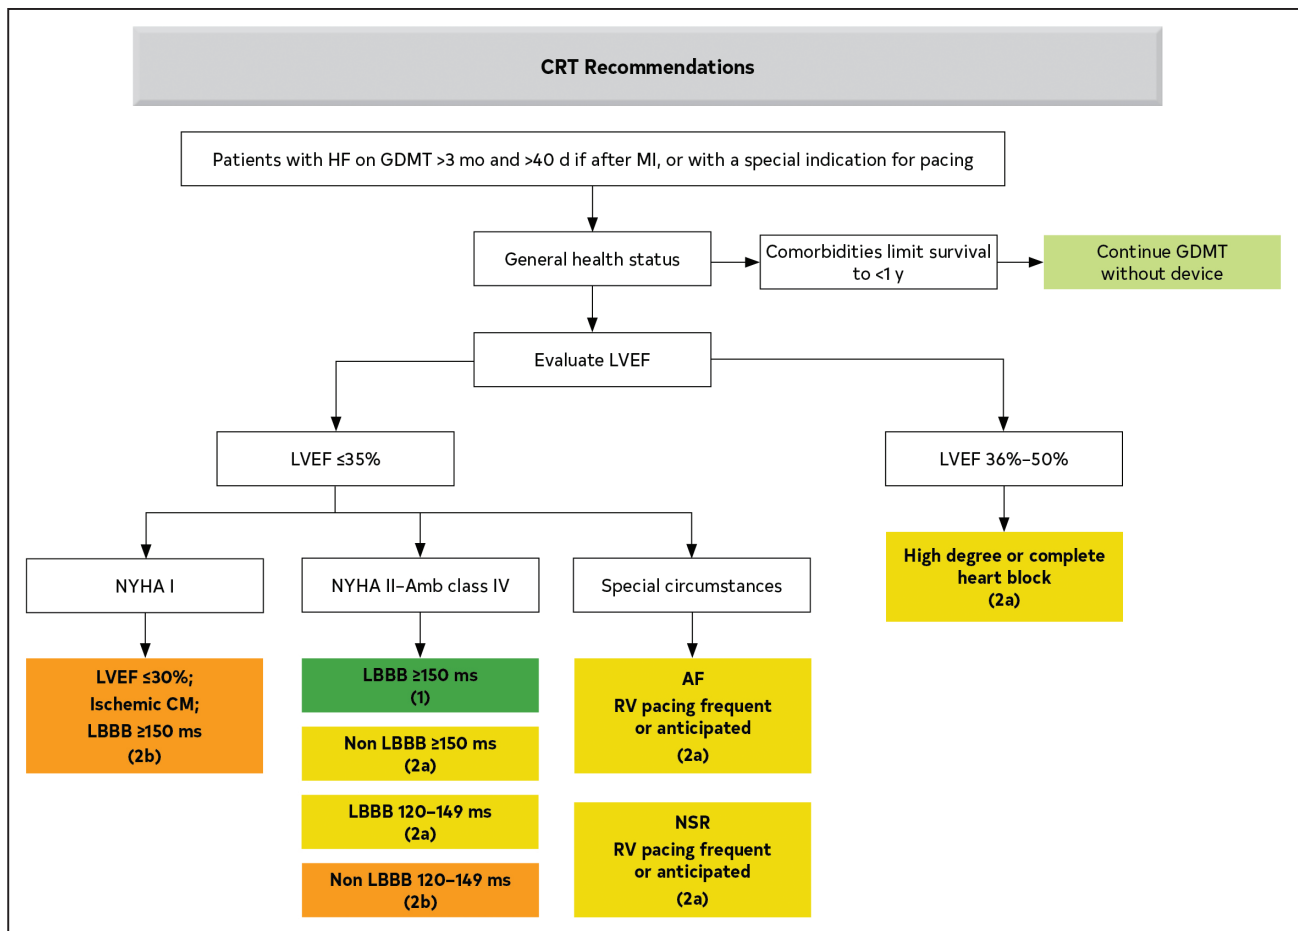 CRT Recommendations
Patients with HF on GDMT >3 mo and >40 d if after MI, or with a special indication for pacing
General health status
Comorbidities limit survival
to <1 y
Continue GDMT
without device
Evaluate LVEF
LVEF ≤35%
LVEF 36%–50%
High degree or complete
heart block
(2a)
NYHA I
NYHA II–Amb class IV
Special circumstances
LVEF ≤30%;
Ischemic CM;
LBBB ≥150 ms
(2b)
LBBB ≥150 ms
(1)
Non LBBB ≥150 ms
(2a)
LBBB 120–149 ms
(2a)
Non LBBB 120–149 ms
(2b)
AF
RV pacing frequent
or anticipated
(2a)
NSR
RV pacing frequent
or anticipated
(2a)